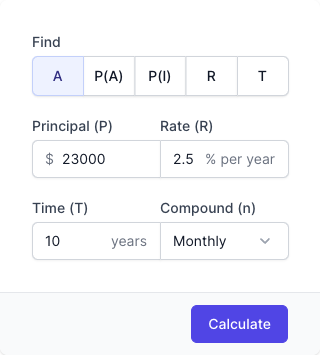 Find
A P(A) P(I) R T
Principal (P) Rate (R)
$ 23000 2.5 % per year
Time (T) Compound (n)
10 years Monthly
Calculate